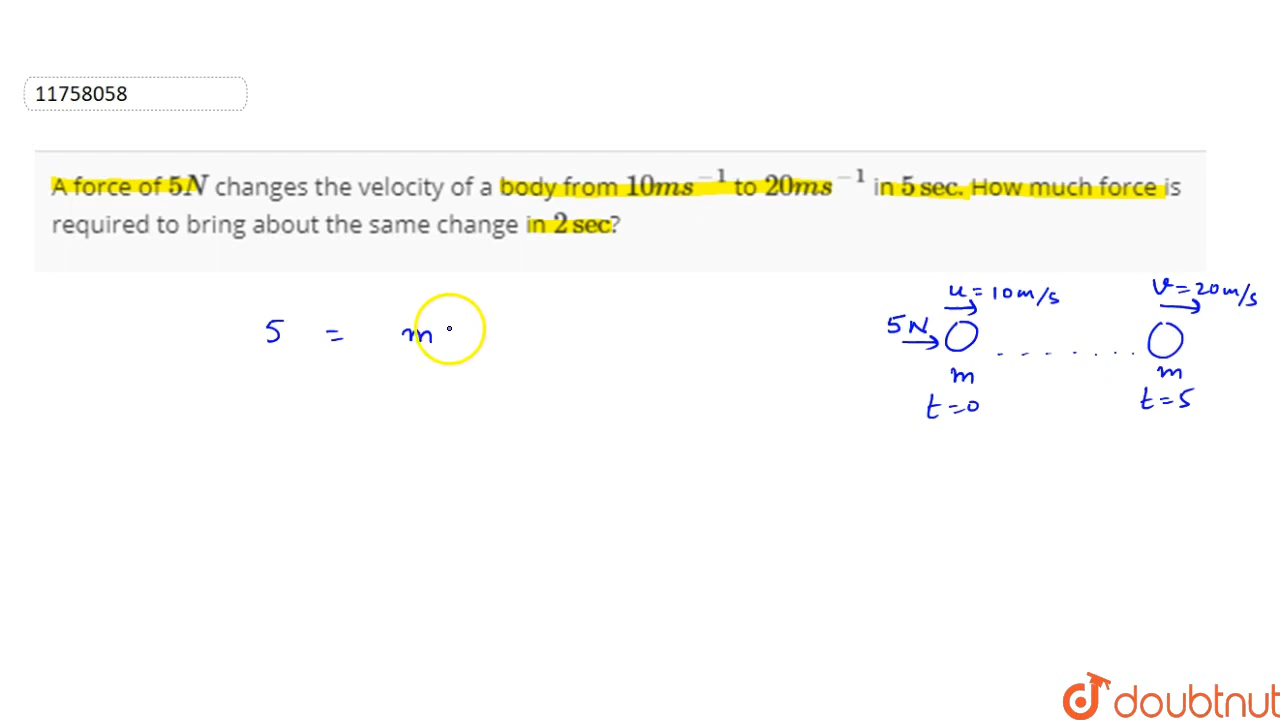 11758058
A force of 5N changes the velocity of a body from 10ms⁻¹ to 20ms⁻¹ in 5 sec. How much force is
required to bring about the same change in 2 sec?
5 = m
u = 10m/s
v = 20m/s
5N
m
m
t=0
t=5
doubtnut